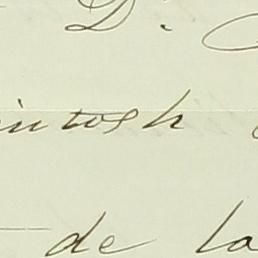 D.
intosh
de la